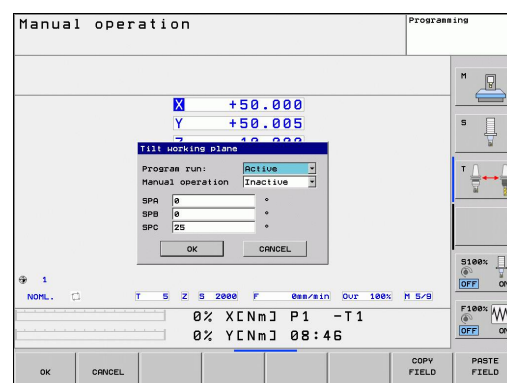 Manual operation
Programming
M
X +50.000
Y +50.005
S
Tilt working plane
Program run: Active
Manual operation Inactive
T
SPA 0 °
SPB 0 °
SPC 25 °
OK CANCEL
S100%
OFF ON
1
NOML. T 5 Z S 2000 F 0mm/min Ovr 100% M 5/9
0% X[Nm] P1 -T1
0% Y[Nm] 08:46
F100%
OFF ON
OK CANCEL COPY FIELD PASTE FIELD